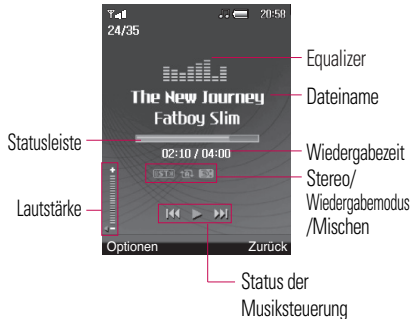 20:58
24/35
Equalizer
The New Journey
Dateiname
Fatboy Slim
Statusleiste
02:10 / 04:00
Wiedergabezeit
Stereo/
Wiedergabemodus
/Mischen
Lautstärke
Optionen
Zurück
Status der
Musiksteuerung